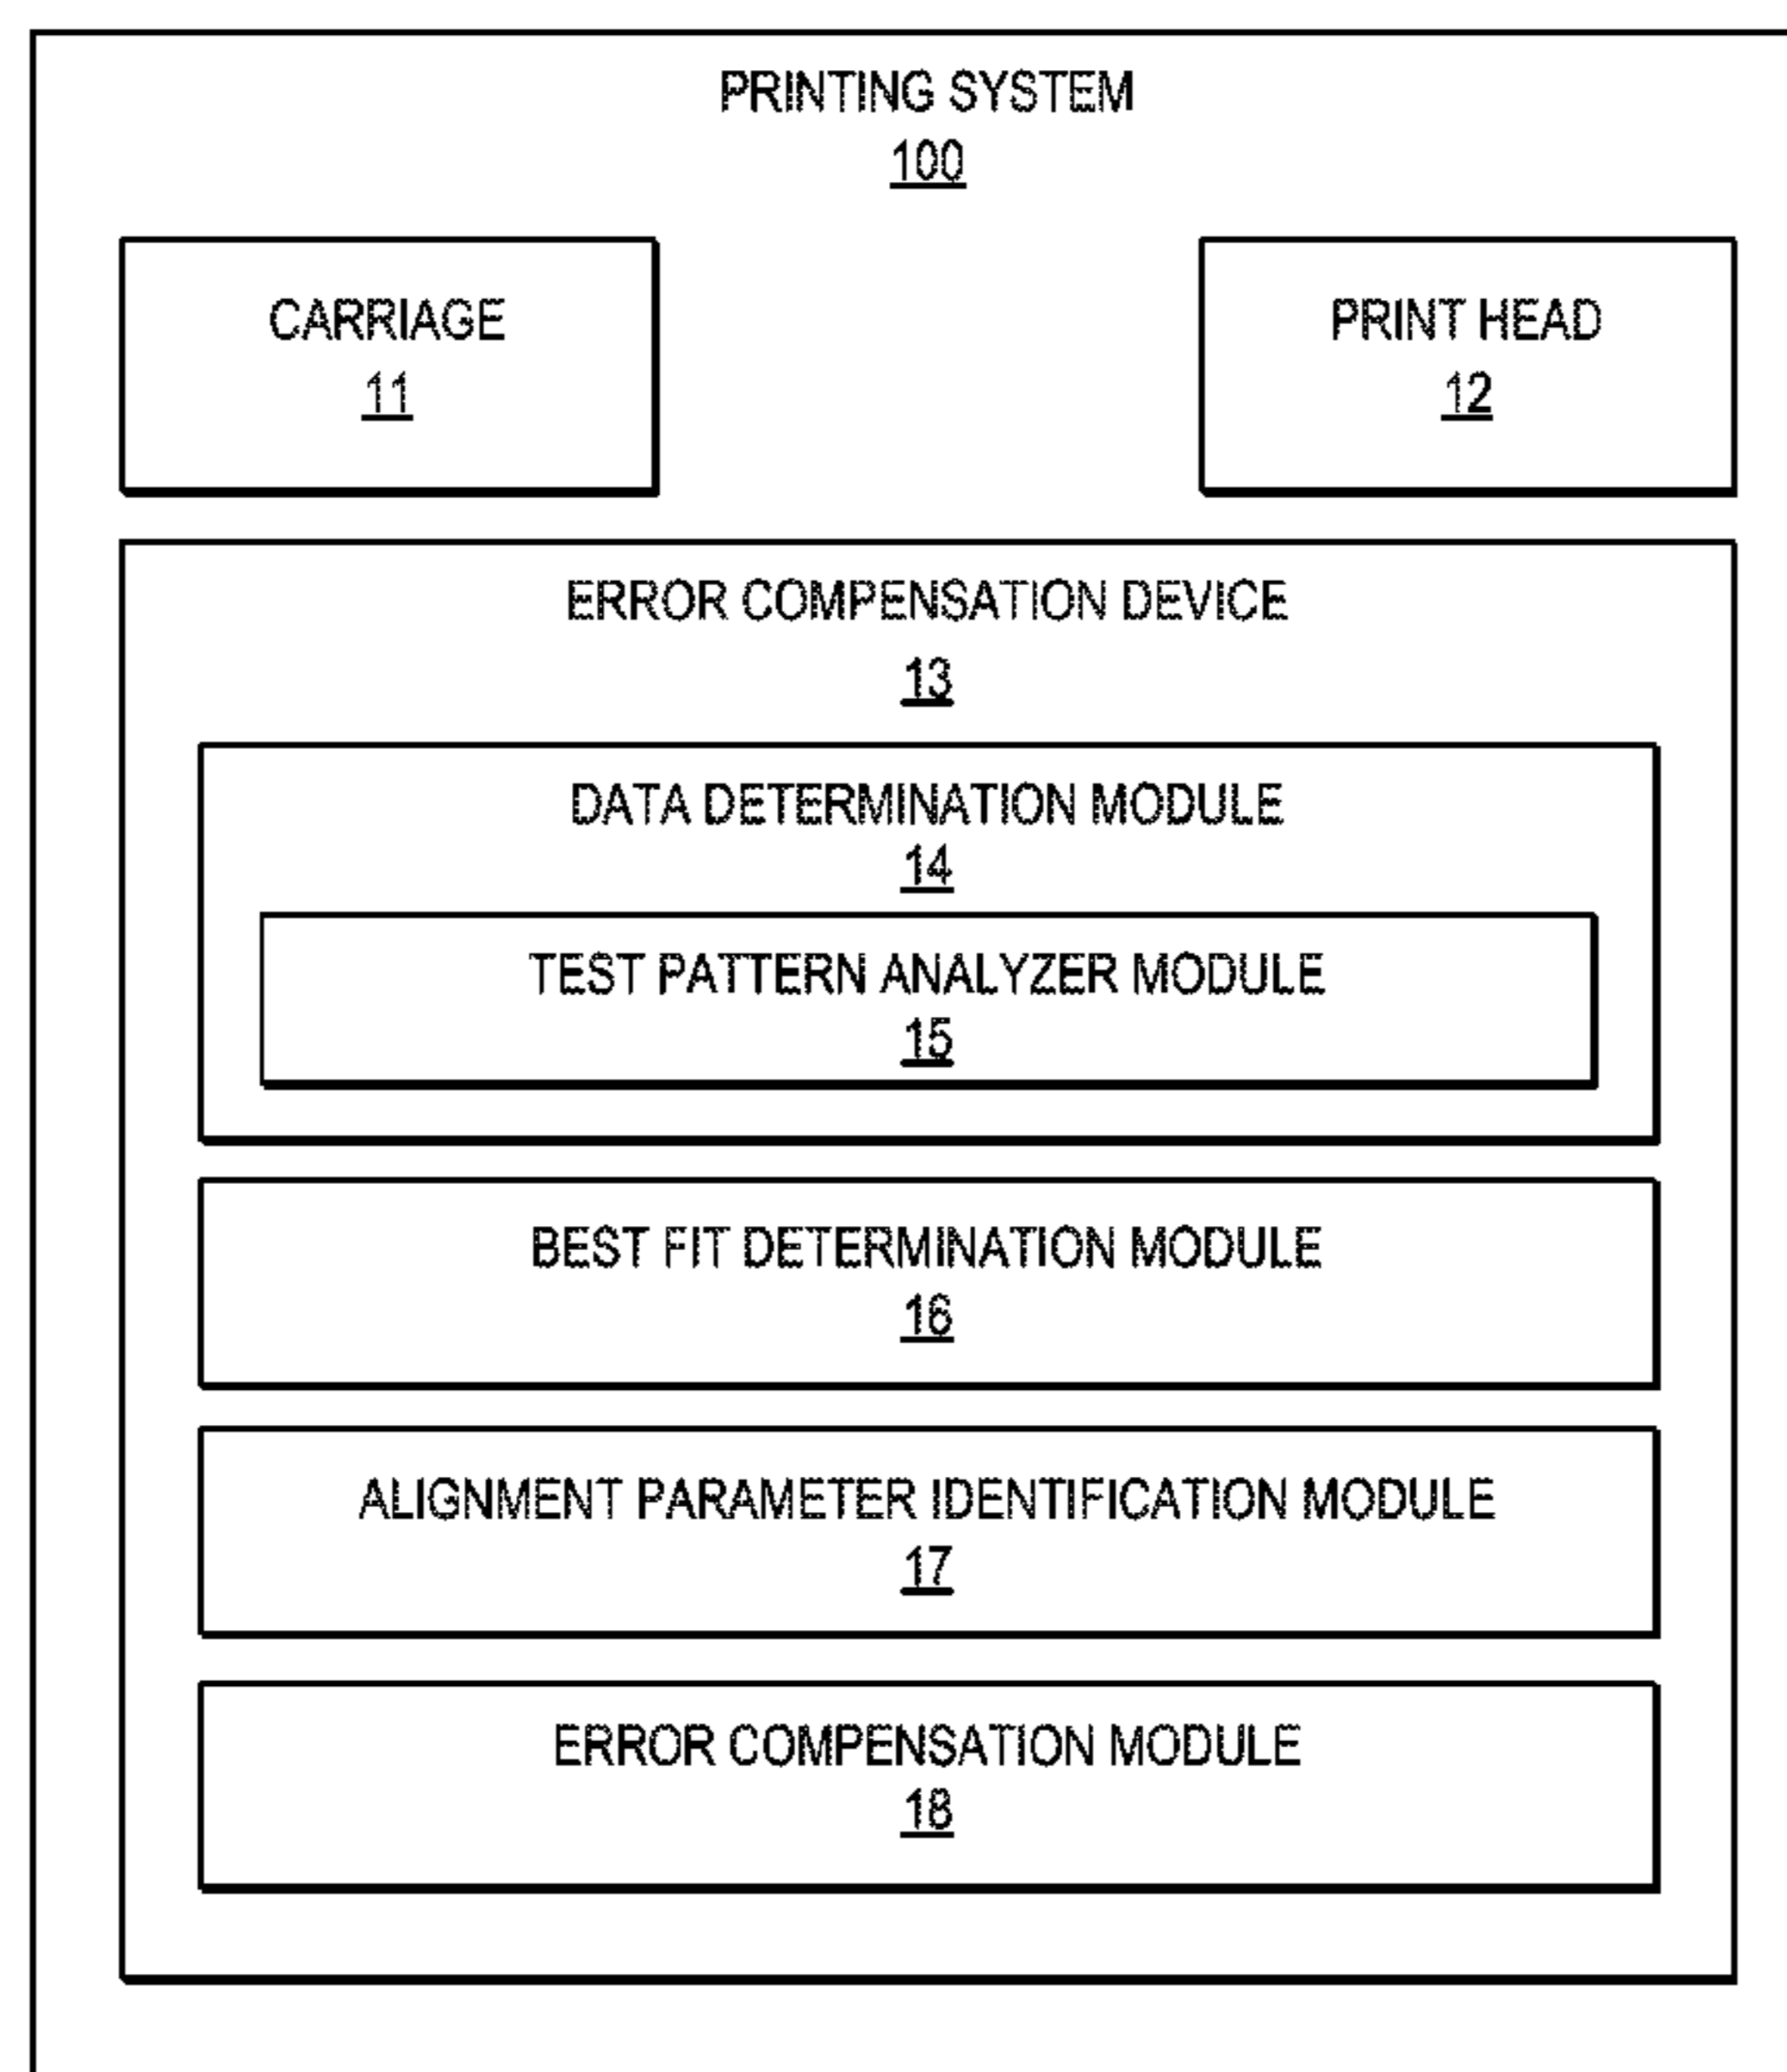 PRINTING SYSTEM
100
CARRIAGE
11
PRINT HEAD
12
ERROR COMPENSATION DEVICE
13
DATA DETERMINATION MODULE
14
TEST PATTERN ANALYZER MODULE
15
BEST FIT DETERMINATION MODULE
16
ALIGNMENT PARAMETER IDENTIFICATION MODULE
17
ERROR COMPENSATION MODULE
18